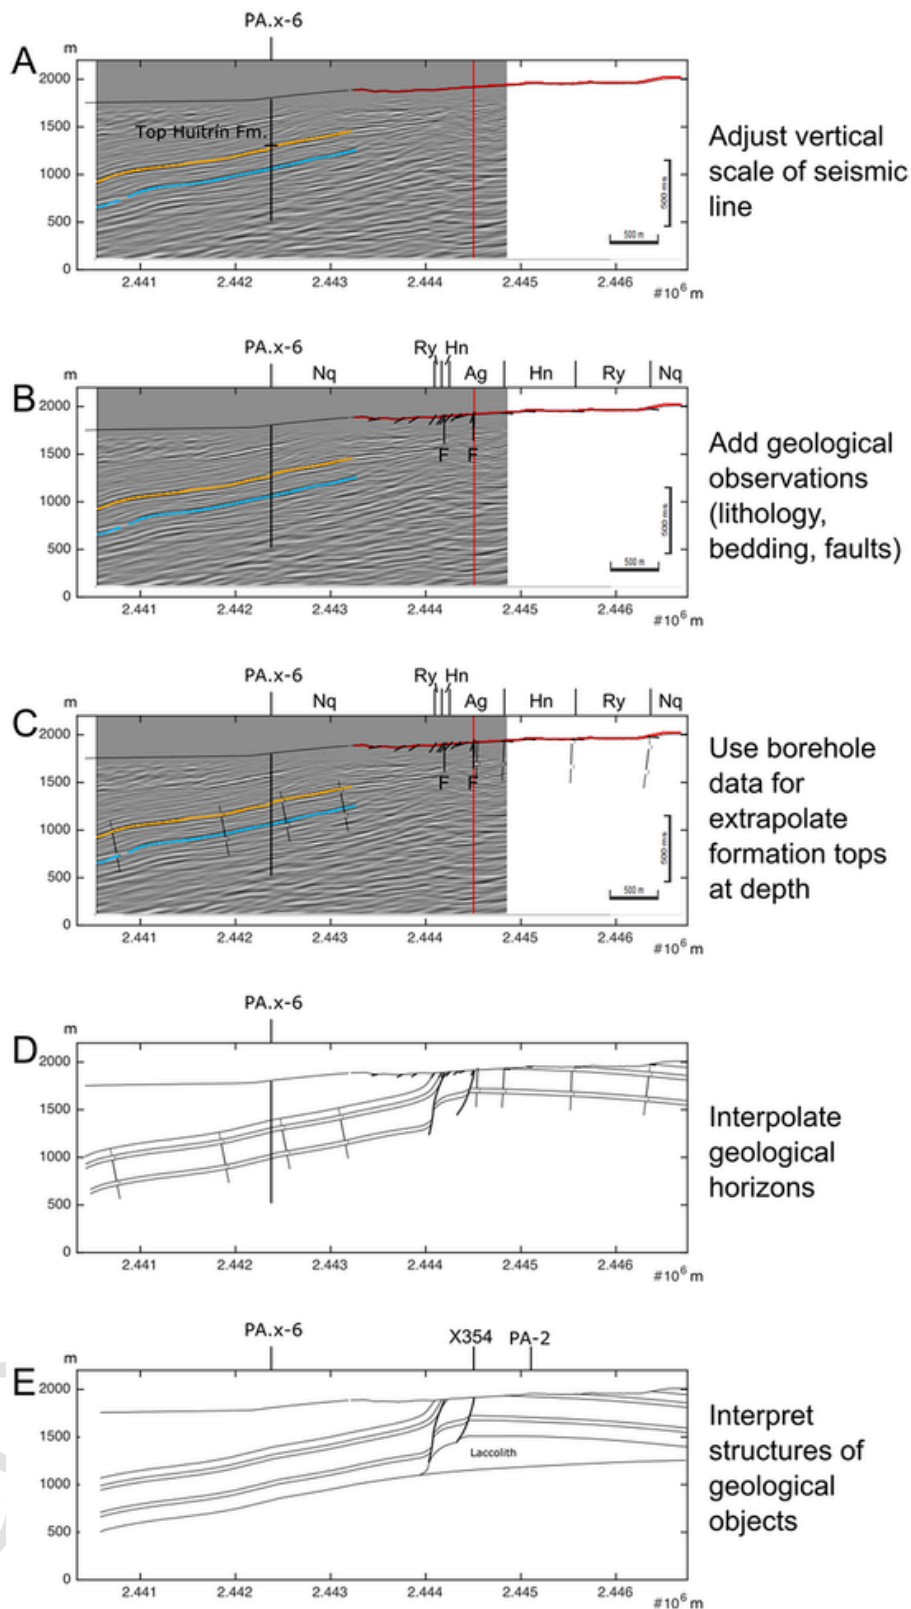 PA.x-6
A
m
2000
1500
1000
500
0
Top Huitrín Fm.
500 ms
500 m
2.441 2.442 2.443 2.444 2.445 2.446
#10⁶ m
Adjust vertical
scale of seismic
line
PA.x-6 Ry Hn
Nq Ag Hn Ry Nq
B
m
2000
1500
1000
500
0
F F
500 ms
500 m
2.441 2.442 2.443 2.444 2.445 2.446
#10⁶ m
Add geological
observations
(lithology,
bedding, faults)
PA.x-6 Ry Hn
Nq Ag Hn Ry Nq
C
m
2000
1500
1000
500
0
F F
500 ms
500 m
2.441 2.442 2.443 2.444 2.445 2.446
#10⁶ m
Use borehole
data for
extrapolate
formation tops
at depth
PA.x-6
D
m
2000
1500
1000
500
0
2.441 2.442 2.443 2.444 2.445 2.446
#10⁶ m
Interpolate
geological
horizons
PA.x-6 X354 PA-2
E
m
2000
1500
1000
500
0
Laccolith
2.441 2.442 2.443 2.444 2.445 2.446
#10⁶ m
Interpret
structures of
geological
objects